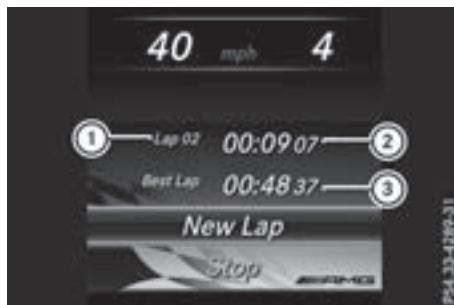 40 mph 4
1 Lap 02 00:09 07 2
Best Lap 00:48 37 3
New Lap
Stop AMG
P54.33-4289-31